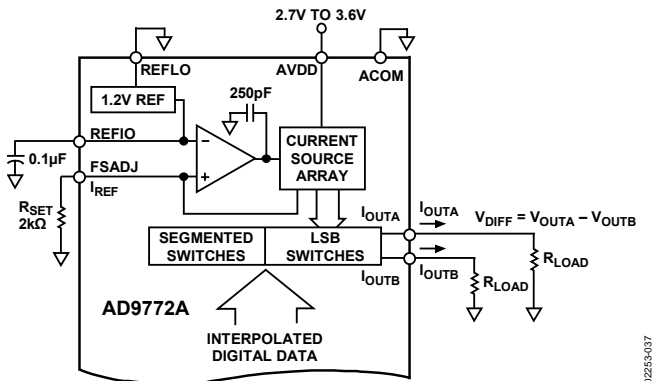 2.7V TO 3.6V
REFLO
AVDD
ACOM
1.2V REF
250pF
REFIO
0.1µF
FSADJ
IREF
RSET
2kΩ
−
+
CURRENT
SOURCE
ARRAY
IOUTA
IOUTA
VDIFF = VOUTA – VOUTB
SEGMENTED
SWITCHES
LSB
SWITCHES
IOUTB
IOUTB
RLOAD
RLOAD
AD9772A
INTERPOLATED
DIGITAL DATA
02253-037